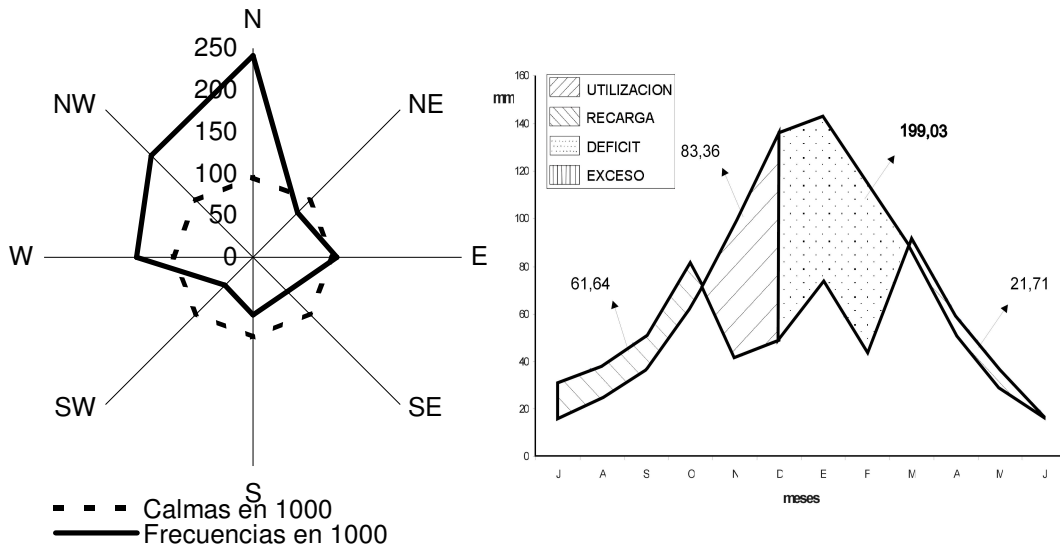 N
250
200
150
100
50
0
NW
NE
W
E
SW
SE
S
Calmas en 1000
Frecuencias en 1000
mm
160
140
120
100
80
60
40
20
0
UTILIZACION
RECARGA
DEFICIT
EXCESO
61,64
83,36
199,03
21,71
J A S O N D E F M A M J
meses